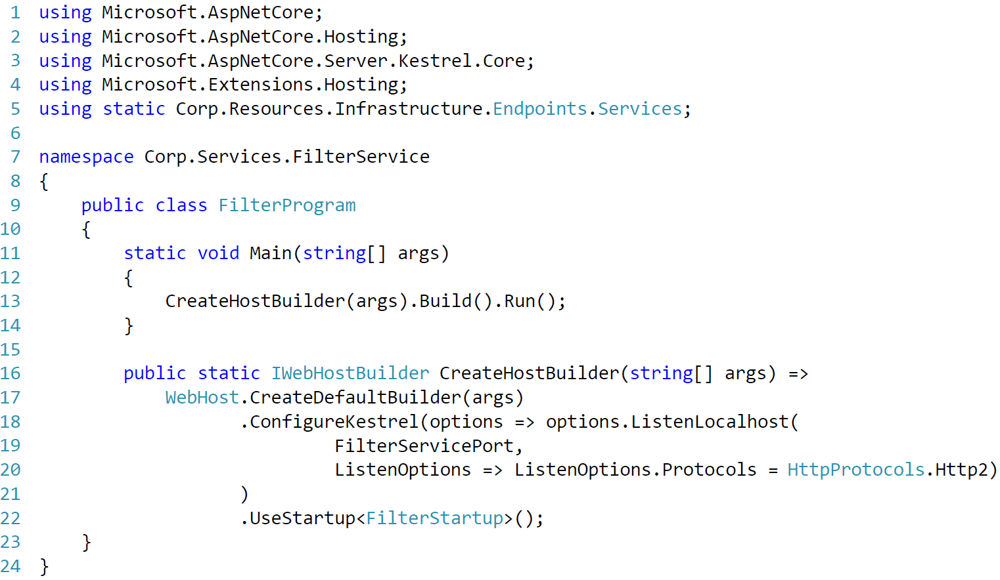 1 using Microsoft.AspNetCore;
2 using Microsoft.AspNetCore.Hosting;
3 using Microsoft.AspNetCore.Server.Kestrel.Core;
4 using Microsoft.Extensions.Hosting;
5 using static Corp.Resources.Infrastructure.Endpoints.Services;
6
7 namespace Corp.Services.FilterService
8 {
9     public class FilterProgram
10     {
11         static void Main(string[] args)
12         {
13             CreateHostBuilder(args).Build().Run();
14         }
15
16         public static IWebHostBuilder CreateHostBuilder(string[] args) =>
17             WebHost.CreateDefaultBuilder(args)
18                    .ConfigureKestrel(options => options.ListenLocalhost(
19                             FilterServicePort,
20                             ListenOptions => ListenOptions.Protocols = HttpProtocols.Http2)
21                    )
22                    .UseStartup<FilterStartup>();
23     }
24 }